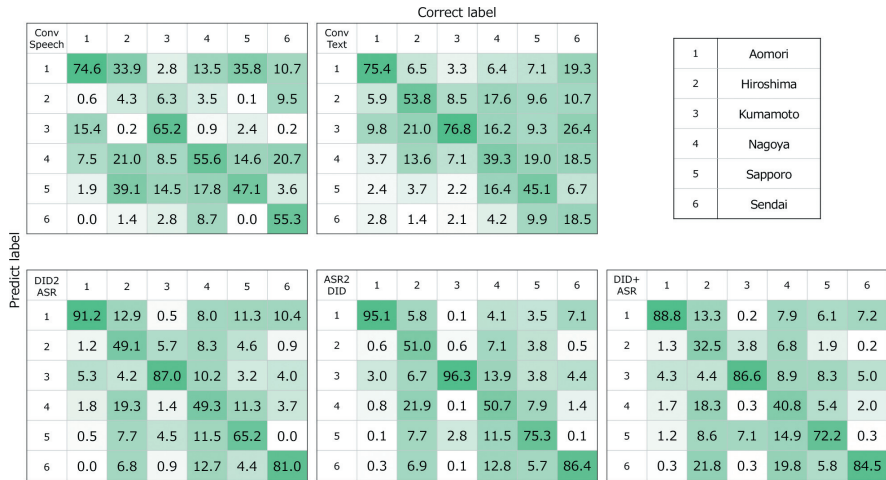 Correct label
Predict label
Conv Speech 1 2 3 4 5 6
1 74.6 33.9 2.8 13.5 35.8 10.7
2 0.6 4.3 6.3 3.5 0.1 9.5
3 15.4 0.2 65.2 0.9 2.4 0.2
4 7.5 21.0 8.5 55.6 14.6 20.7
5 1.9 39.1 14.5 17.8 47.1 3.6
6 0.0 1.4 2.8 8.7 0.0 55.3
Conv Text 1 2 3 4 5 6
1 75.4 6.5 3.3 6.4 7.1 19.3
2 5.9 53.8 8.5 17.6 9.6 10.7
3 9.8 21.0 76.8 16.2 9.3 26.4
4 3.7 13.6 7.1 39.3 19.0 18.5
5 2.4 3.7 2.2 16.4 45.1 6.7
6 2.8 1.4 2.1 4.2 9.9 18.5
1 Aomori
2 Hiroshima
3 Kumamoto
4 Nagoya
5 Sapporo
6 Sendai
DID2 ASR 1 2 3 4 5 6
1 91.2 12.9 0.5 8.0 11.3 10.4
2 1.2 49.1 5.7 8.3 4.6 0.9
3 5.3 4.2 87.0 10.2 3.2 4.0
4 1.8 19.3 1.4 49.3 11.3 3.7
5 0.5 7.7 4.5 11.5 65.2 0.0
6 0.0 6.8 0.9 12.7 4.4 81.0
ASR2 DID 1 2 3 4 5 6
1 95.1 5.8 0.1 4.1 3.5 7.1
2 0.6 51.0 0.6 7.1 3.8 0.5
3 3.0 6.7 96.3 13.9 3.8 4.4
4 0.8 21.9 0.1 50.7 7.9 1.4
5 0.1 7.7 2.8 11.5 75.3 0.1
6 0.3 6.9 0.1 12.8 5.7 86.4
DID+ ASR 1 2 3 4 5 6
1 88.8 13.3 0.2 7.9 6.1 7.2
2 1.3 32.5 3.8 6.8 1.9 0.2
3 4.3 4.4 86.6 8.9 8.3 5.0
4 1.7 18.3 0.3 40.8 5.4 2.0
5 1.2 8.6 7.1 14.9 72.2 0.3
6 0.3 21.8 0.3 19.8 5.8 84.5